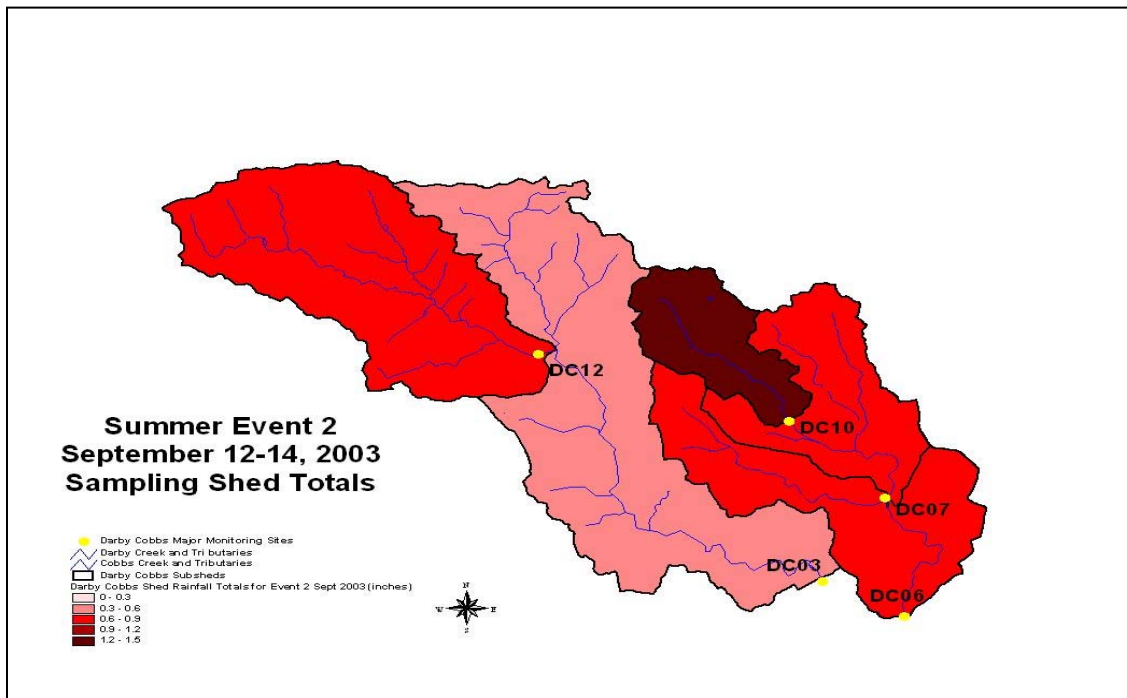 DC12
DC10
DC07
DC03
DC06
Summer Event 2
September 12-14, 2003
Sampling Shed Totals
Darby Cobbs Major Monitoring Sites
Darby Creek and Tributaries
Cobbs Creek and Tributaries
Darby Cobbs Subsheds
Darby Cobbs Shed Rainfall Totals for Event 2 Sept 2003 (inches)
0 - 0.3
0.3 - 0.6
0.6 - 0.9
0.9 - 1.2
1.2 - 1.5
N
W E
S